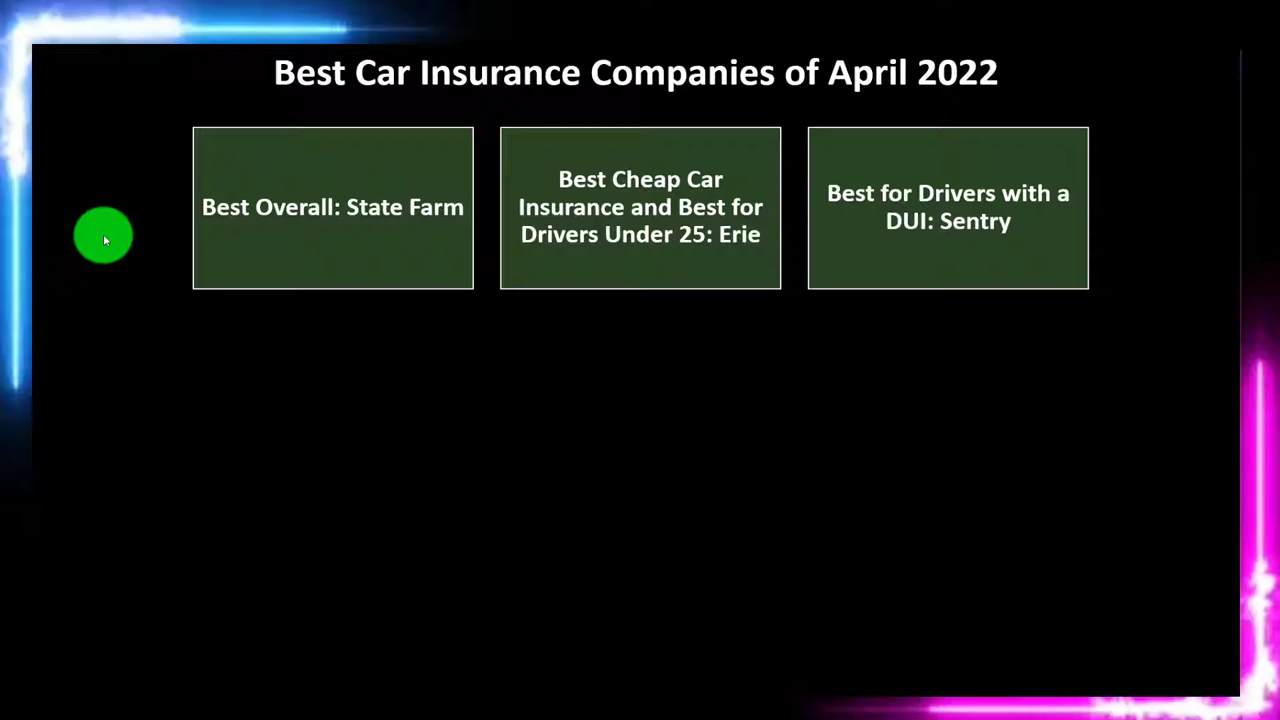 Best Car Insurance Companies of April 2022
Best Overall: State Farm
Best Cheap Car
Insurance and Best for
Drivers Under 25: Erie
Best for Drivers with a
DUI: Sentry